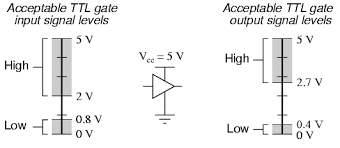 Acceptable TTL gate
input signal levels
Acceptable TTL gate
output signal levels
5 V
High
2 V
Low
0.8 V
0 V
Vcc = 5 V
5 V
High
2.7 V
Low
0.4 V
0 V